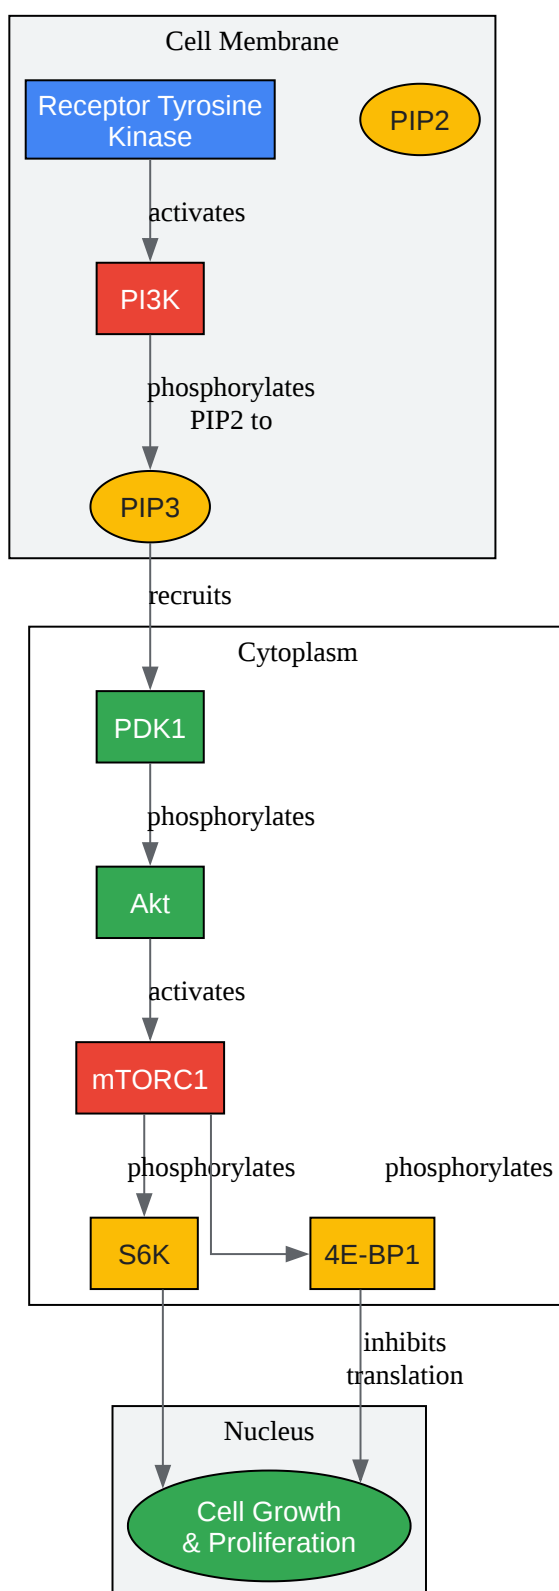 Cell Membrane
Receptor Tyrosine
Kinase
PIP2
activates
PI3K
phosphorylates
PIP2 to
PIP3
recruits
Cytoplasm
PDK1
phosphorylates
Akt
activates
mTORC1
phosphorylates
phosphorylates
S6K
4E-BP1
inhibits
translation
Nucleus
Cell Growth
& Proliferation